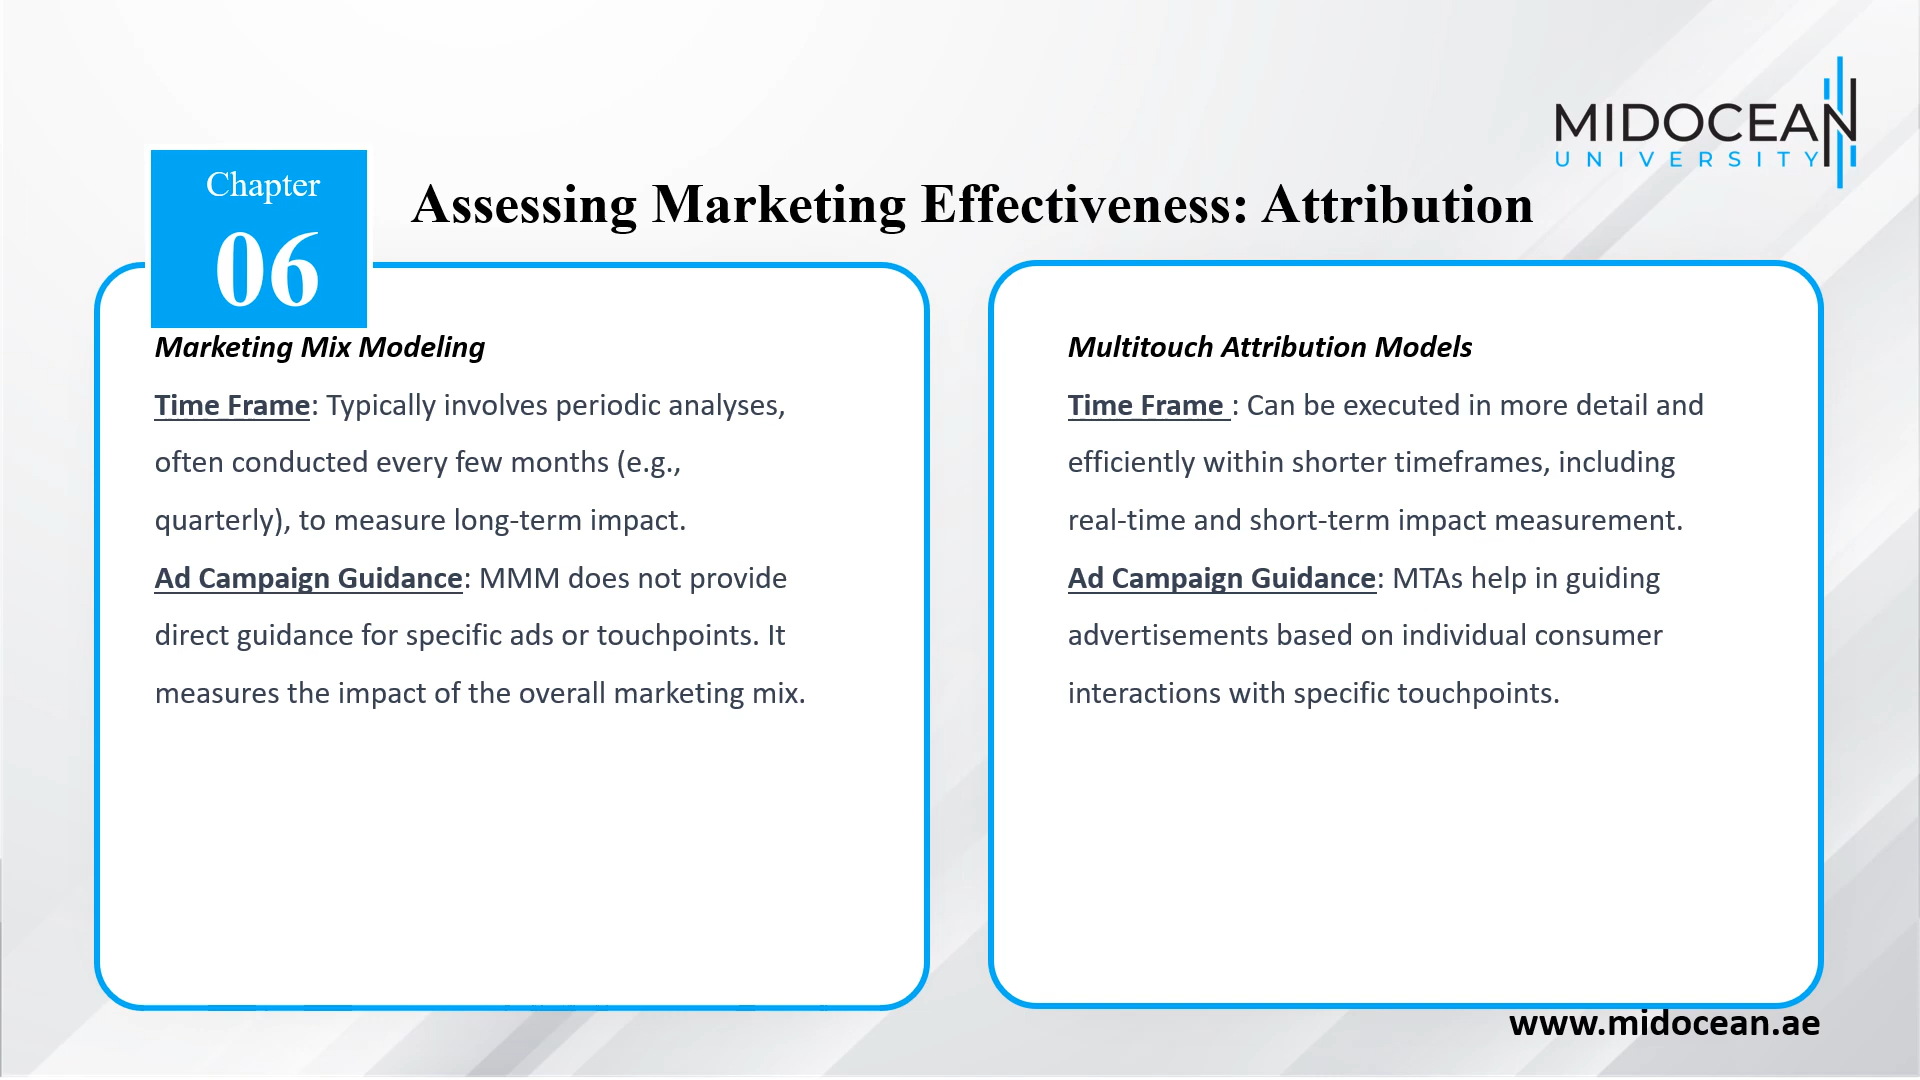 MIDOCEAN
UNIVERSITY
Chapter
06
Assessing Marketing Effectiveness: Attribution
Marketing Mix Modeling
Time Frame: Typically involves periodic analyses,
often conducted every few months (e.g.,
quarterly), to measure long-term impact.
Ad Campaign Guidance: MMM does not provide
direct guidance for specific ads or touchpoints. It
measures the impact of the overall marketing mix.
Multitouch Attribution Models
Time Frame : Can be executed in more detail and
efficiently within shorter timeframes, including
real-time and short-term impact measurement.
Ad Campaign Guidance: MTAs help in guiding
advertisements based on individual consumer
interactions with specific touchpoints.
www.midocean.ae